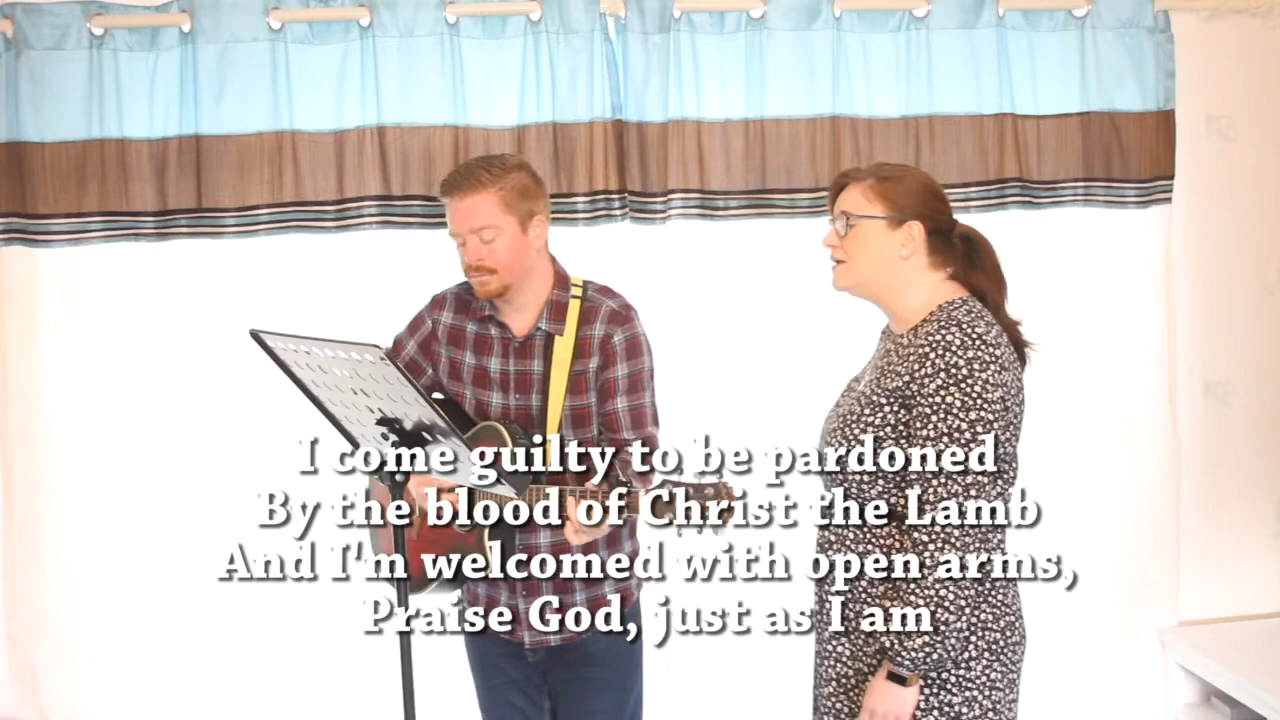 I come guilty to be pardoned
By the blood of Christ the Lamb
And I'm welcomed with open arms,
Praise God, just as I am